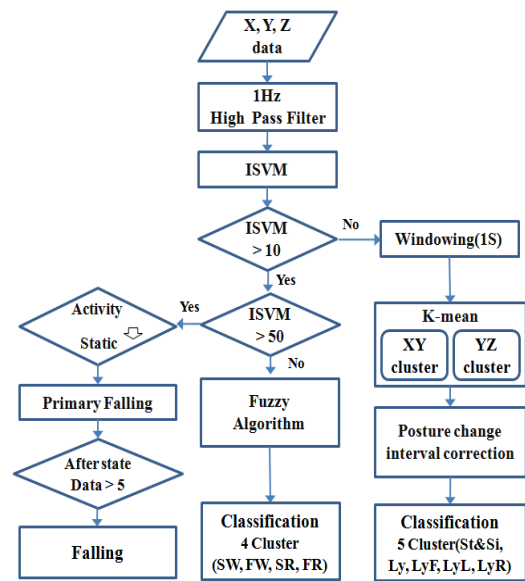 X, Y, Z
data
1Hz
High Pass Filter
ISVM
ISVM
> 10
No
Windowing(1S)
Yes
Activity
Static
Yes
ISVM
> 50
No
K-mean
XY
cluster
YZ
cluster
Primary Falling
Fuzzy
Algorithm
Posture change
interval correction
After state
Data > 5
Falling
Classification
4 Cluster
(SW, FW, SR, FR)
Classification
5 Cluster(St&Si,
Ly, LyF, LyL, LyR)